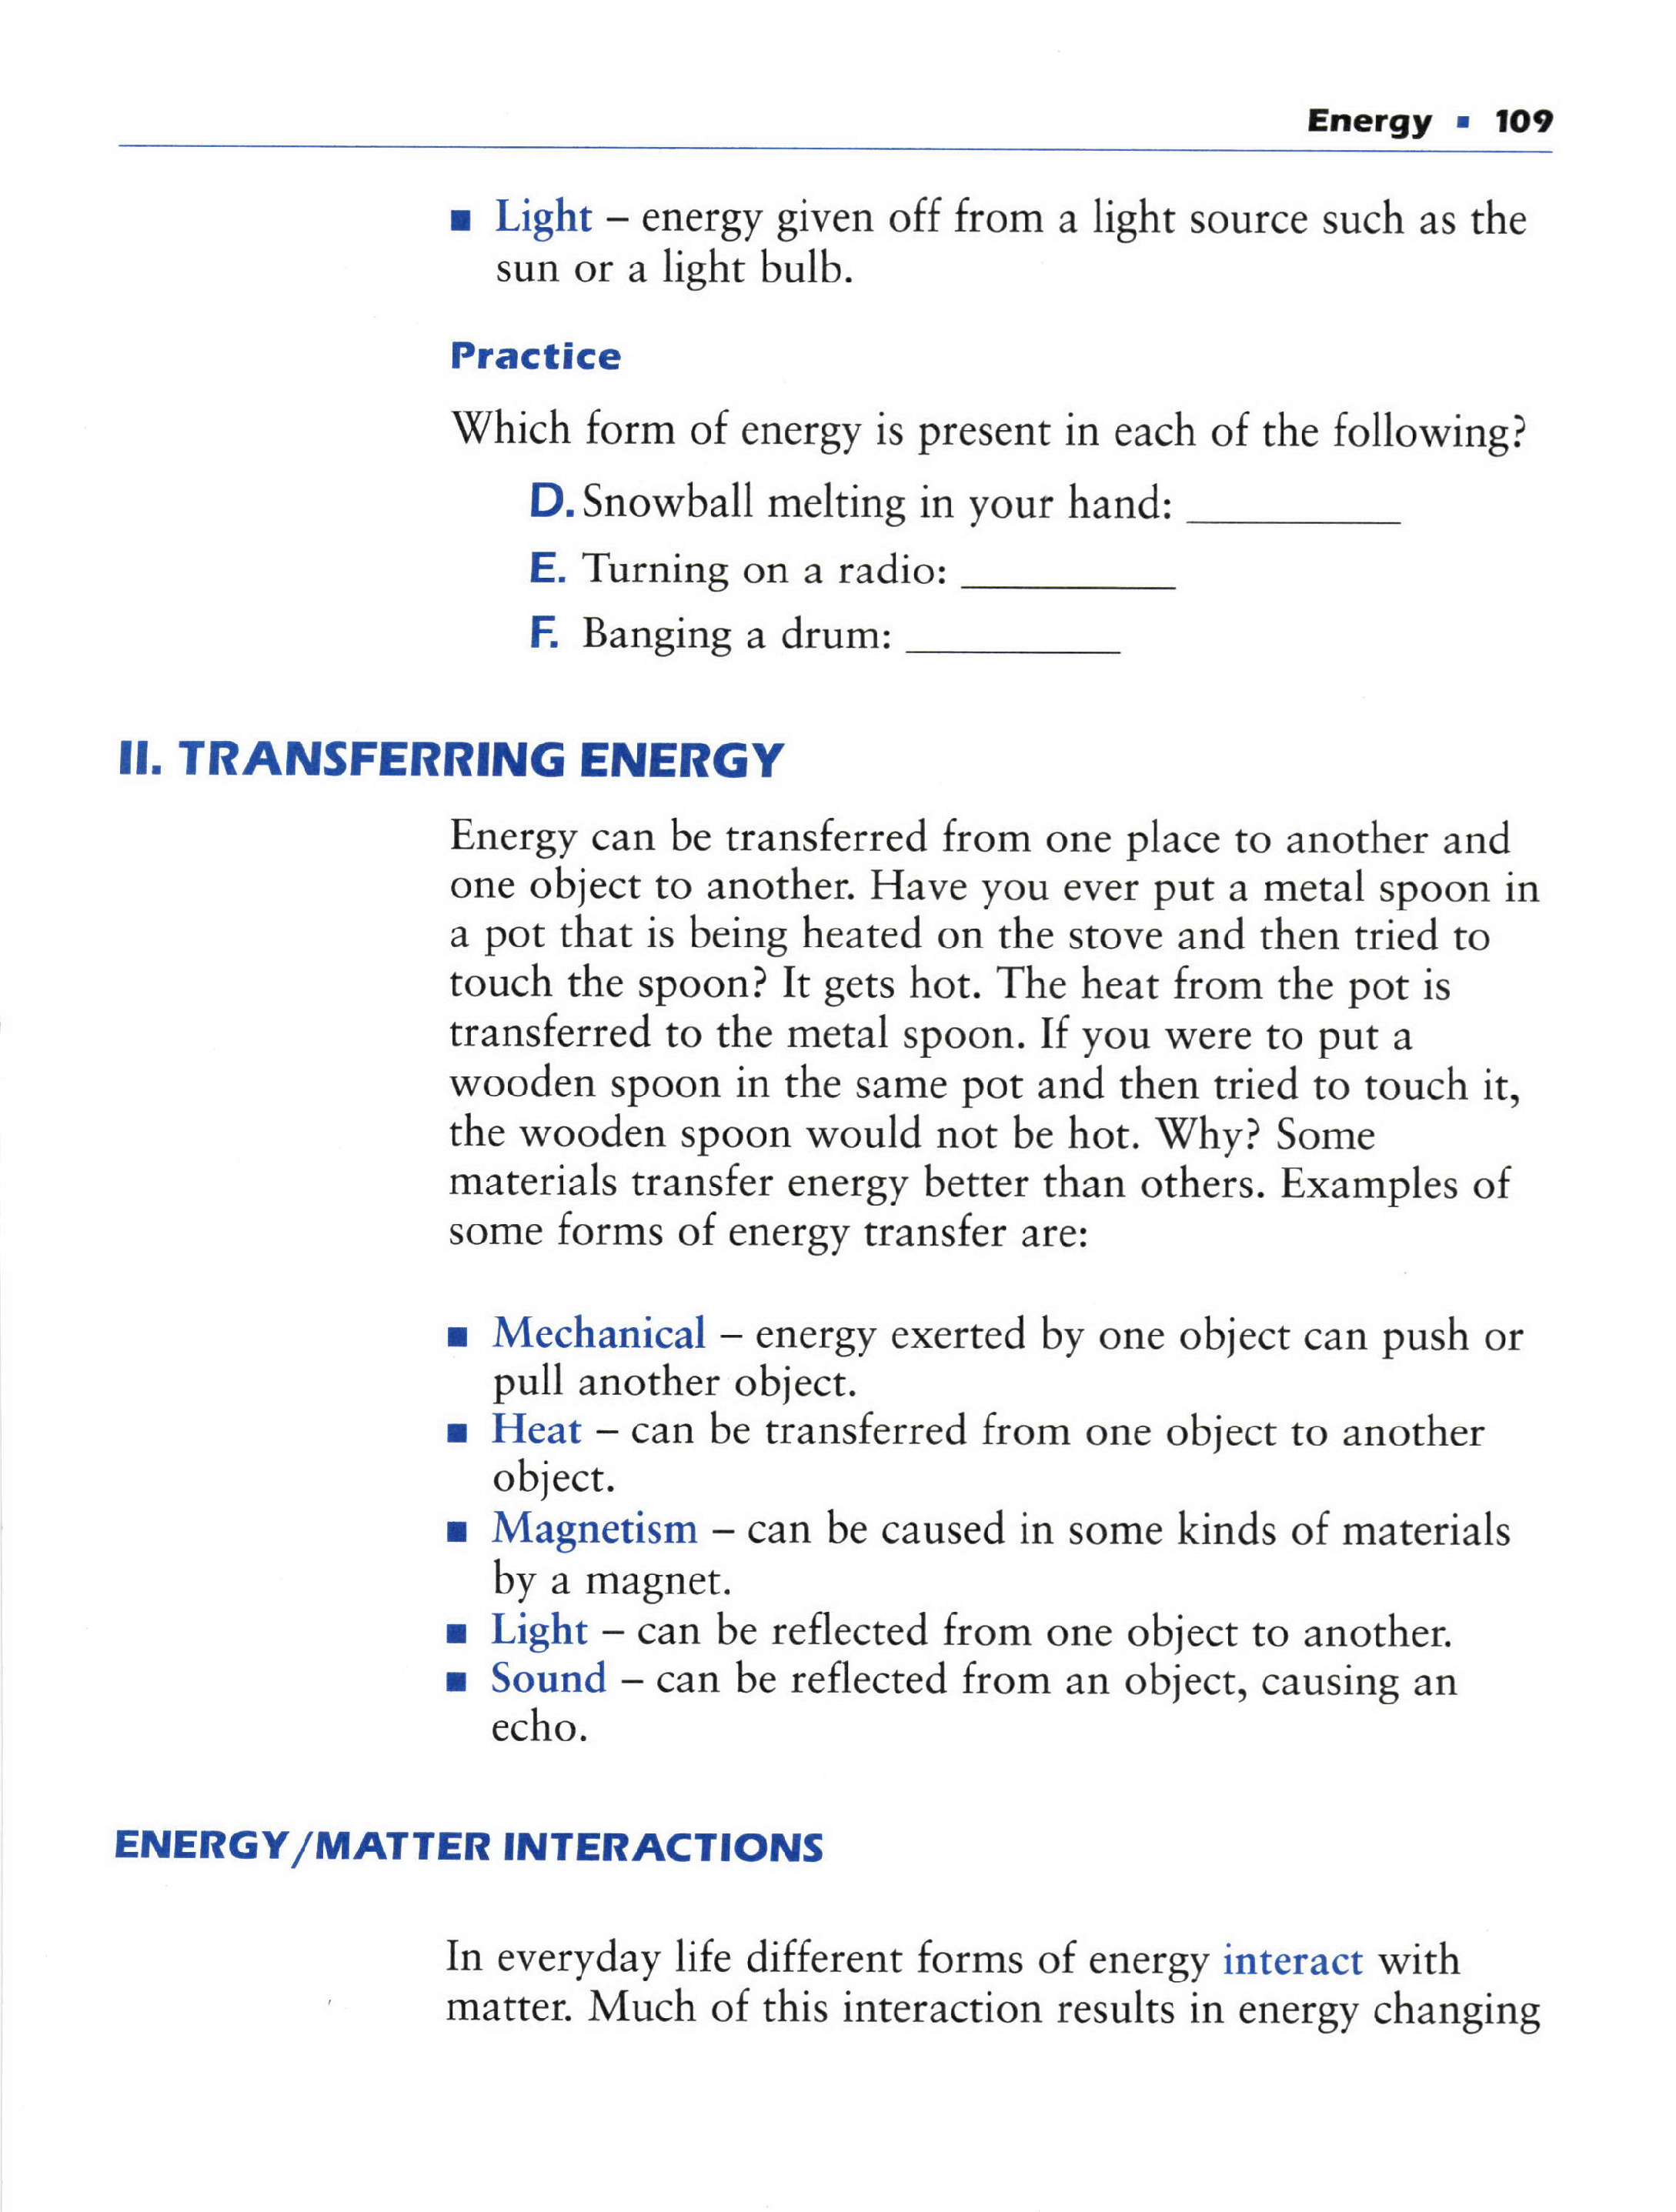 Energy ▪ 109
▪ Light – energy given off from a light source such as the
sun or a light bulb.
Practice
Which form of energy is present in each of the following?
D. Snowball melting in your hand: __________
E. Turning on a radio: __________
F. Banging a drum: __________
II. TRANSFERRING ENERGY
Energy can be transferred from one place to another and
one object to another. Have you ever put a metal spoon in
a pot that is being heated on the stove and then tried to
touch the spoon? It gets hot. The heat from the pot is
transferred to the metal spoon. If you were to put a
wooden spoon in the same pot and then tried to touch it,
the wooden spoon would not be hot. Why? Some
materials transfer energy better than others. Examples of
some forms of energy transfer are:
▪ Mechanical – energy exerted by one object can push or
pull another object.
▪ Heat – can be transferred from one object to another
object.
▪ Magnetism – can be caused in some kinds of materials
by a magnet.
▪ Light – can be reflected from one object to another.
▪ Sound – can be reflected from an object, causing an
echo.
ENERGY/MATTER INTERACTIONS
In everyday life different forms of energy interact with
matter. Much of this interaction results in energy changing